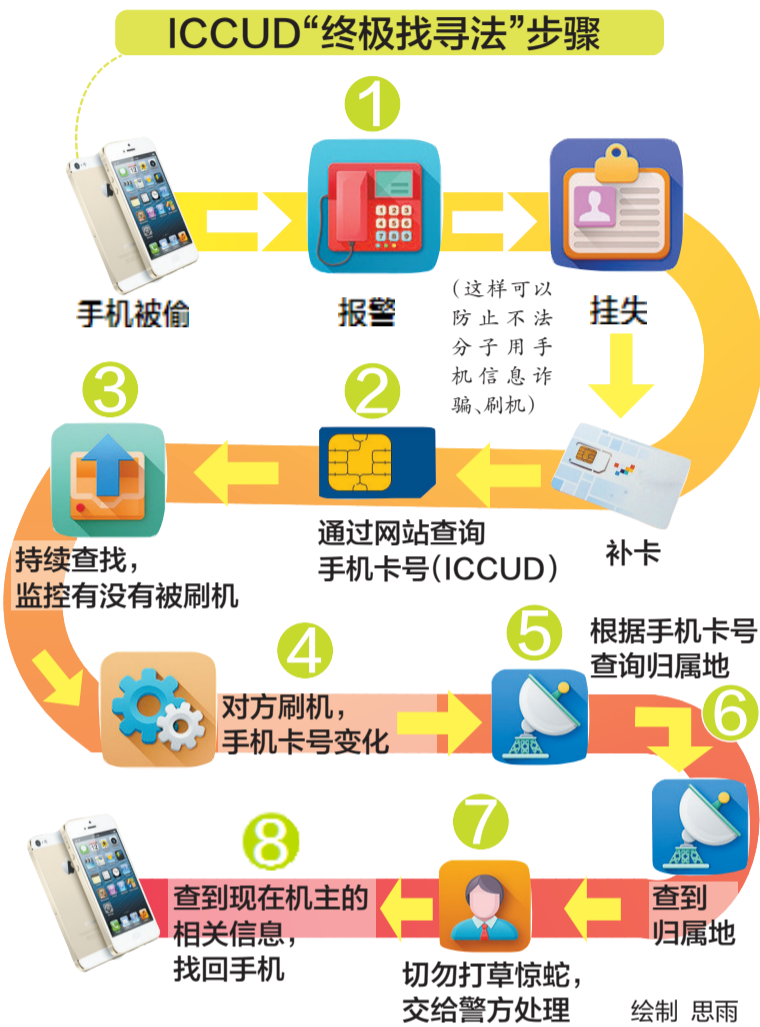 ICCUD“终极找寻法”步骤
1
手机被偷
报警
(这样可以
防止不法
分子用手
机信息诈
骗、刷机)
挂失
补卡
2
通过网站查询
手机卡号(ICCUD)
3
持续查找,
监控有没有被刷机
4
对方刷机,
手机卡号变化
5
根据手机卡号
查询归属地
6
查到
归属地
7
切勿打草惊蛇,
交给警方处理
8
查到现在机主的
相关信息,
找回手机
绘制 思雨